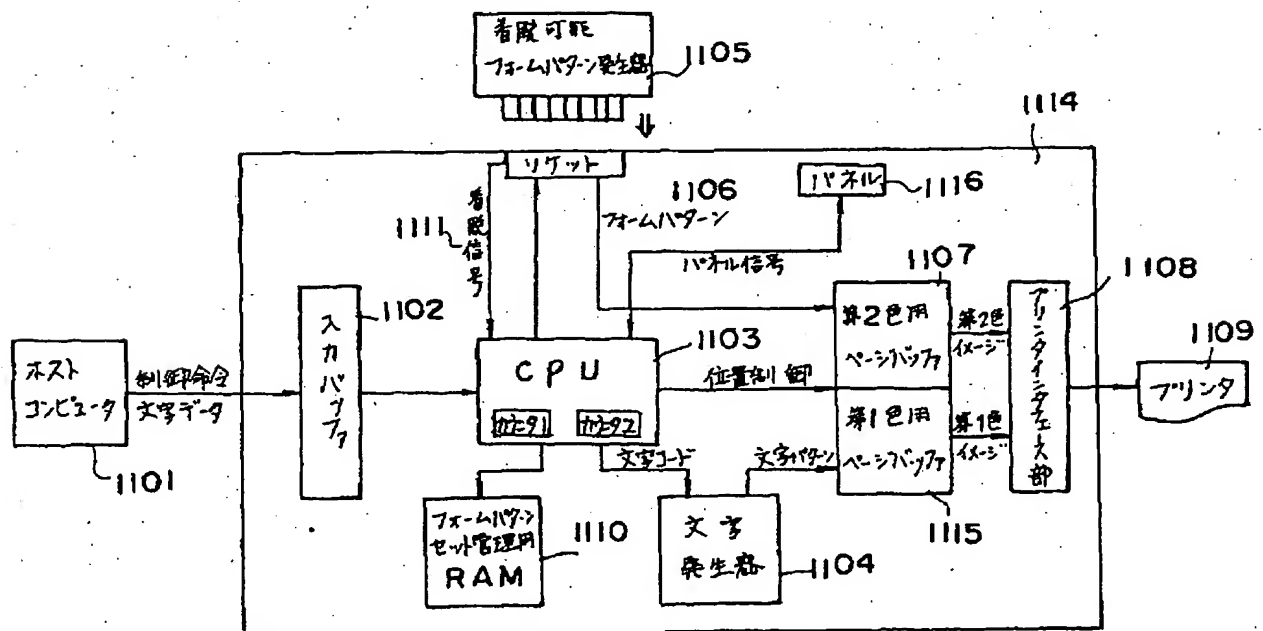 着脱可能
フォームパターン発生器
1105
1114
ソケット
1106
パネル
1116
着脱信号
1111
フォームパターン
パネル信号
1107
1108
1102
入力バッファ
1103
CPU
カウンタ1
カウンタ2
第2色用
ページバッファ
第2色
イメージ
プリンタインタフェース部
1109
プリンタ
ホスト
コンピュータ
制御命令
文字データ
1101
位置制御
第1色用
ページバッファ
第1色
イメージ
文字コード
文字パターン
1115
フォームパターン
セット管理用
RAM
1110
文字
発生器
1104